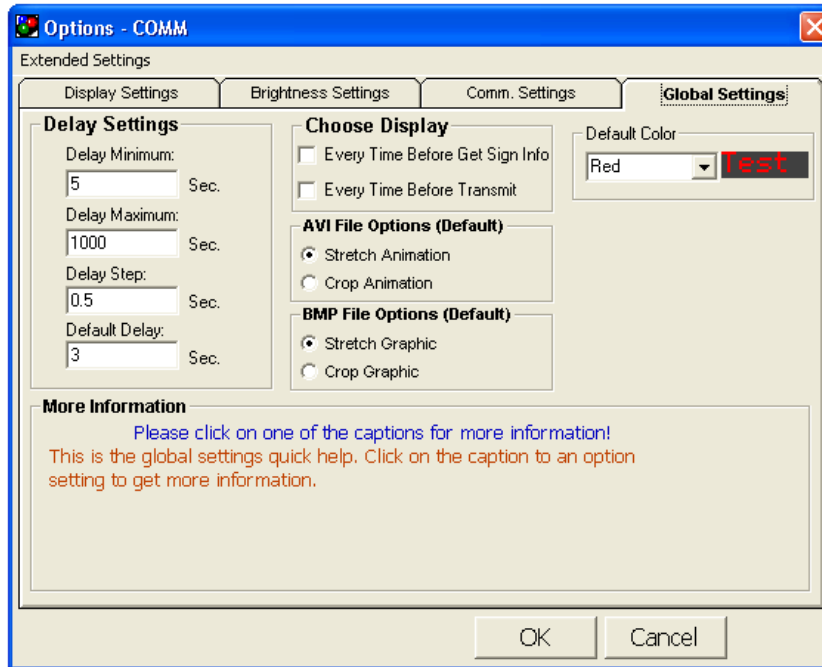 Options - COMM
Extended Settings
Display Settings
Brightness Settings
Comm. Settings
Global Settings
Delay Settings
Delay Minimum:
5 Sec.
Delay Maximum:
1000 Sec.
Delay Step:
0.5 Sec.
Default Delay:
3 Sec.
Choose Display
Every Time Before Get Sign Info
Every Time Before Transmit
AVI File Options (Default)
Stretch Animation
Crop Animation
BMP File Options (Default)
Stretch Graphic
Crop Graphic
Default Color
Red Test
More Information
Please click on one of the captions for more information!
This is the global settings quick help. Click on the caption to an option
setting to get more information.
OK
Cancel